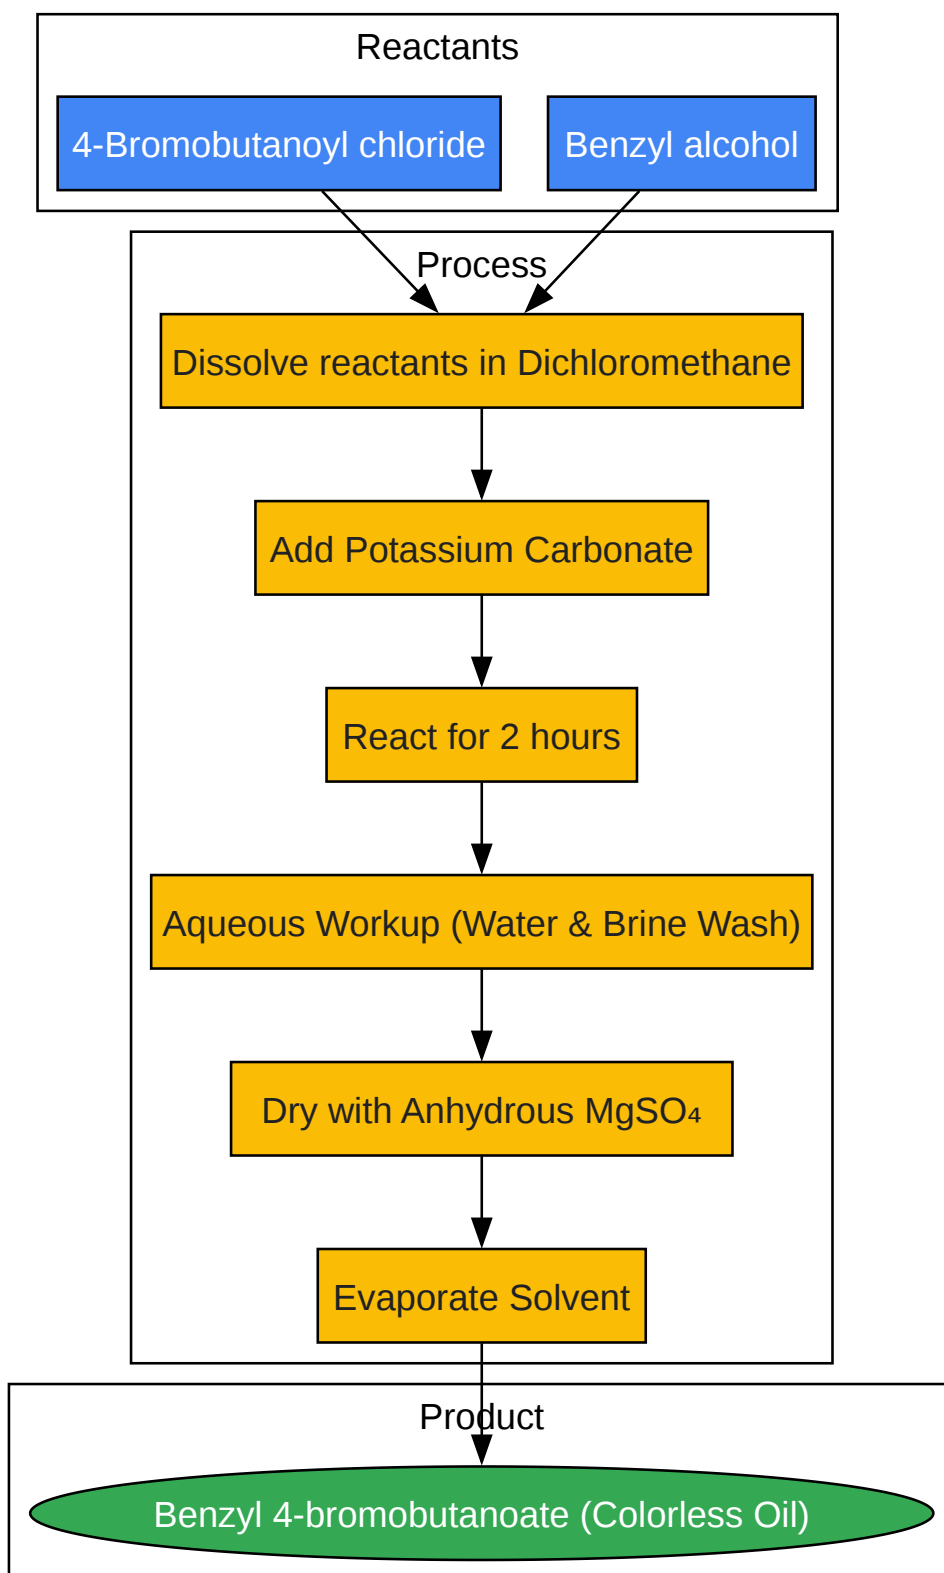 Reactants
4-Bromobutanoyl chloride
Benzyl alcohol
Process
Dissolve reactants in Dichloromethane
Add Potassium Carbonate
React for 2 hours
Aqueous Workup (Water & Brine Wash)
Dry with Anhydrous MgSO₄
Evaporate Solvent
Product
Benzyl 4-bromobutanoate (Colorless Oil)